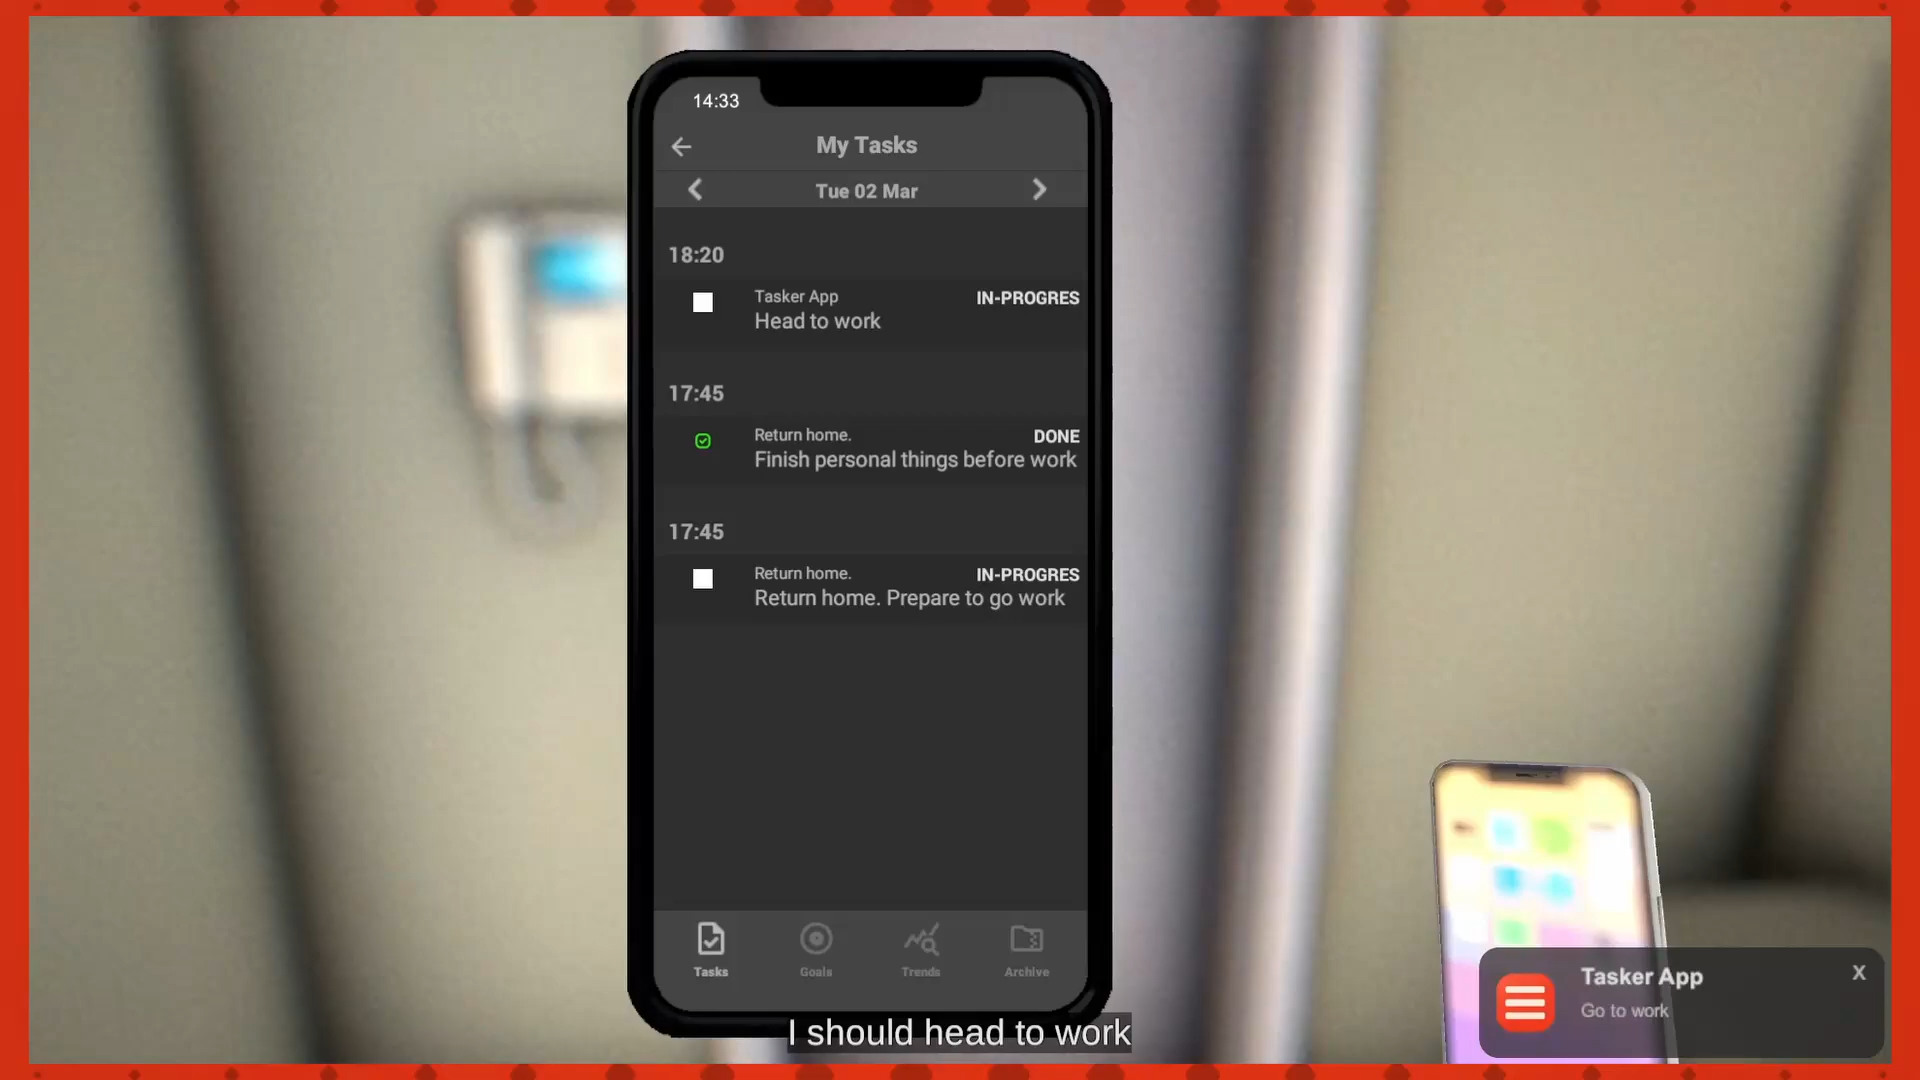 14:33
My Tasks
Tue 02 Mar
18:20
Tasker App
IN-PROGRES
Head to work
17:45
Return home.
DONE
Finish personal things before work
17:45
Return home.
IN-PROGRES
Return home. Prepare to go work
Tasks
Goals
Trends
Archive
Tasker App
X
Go to work
I should head to work